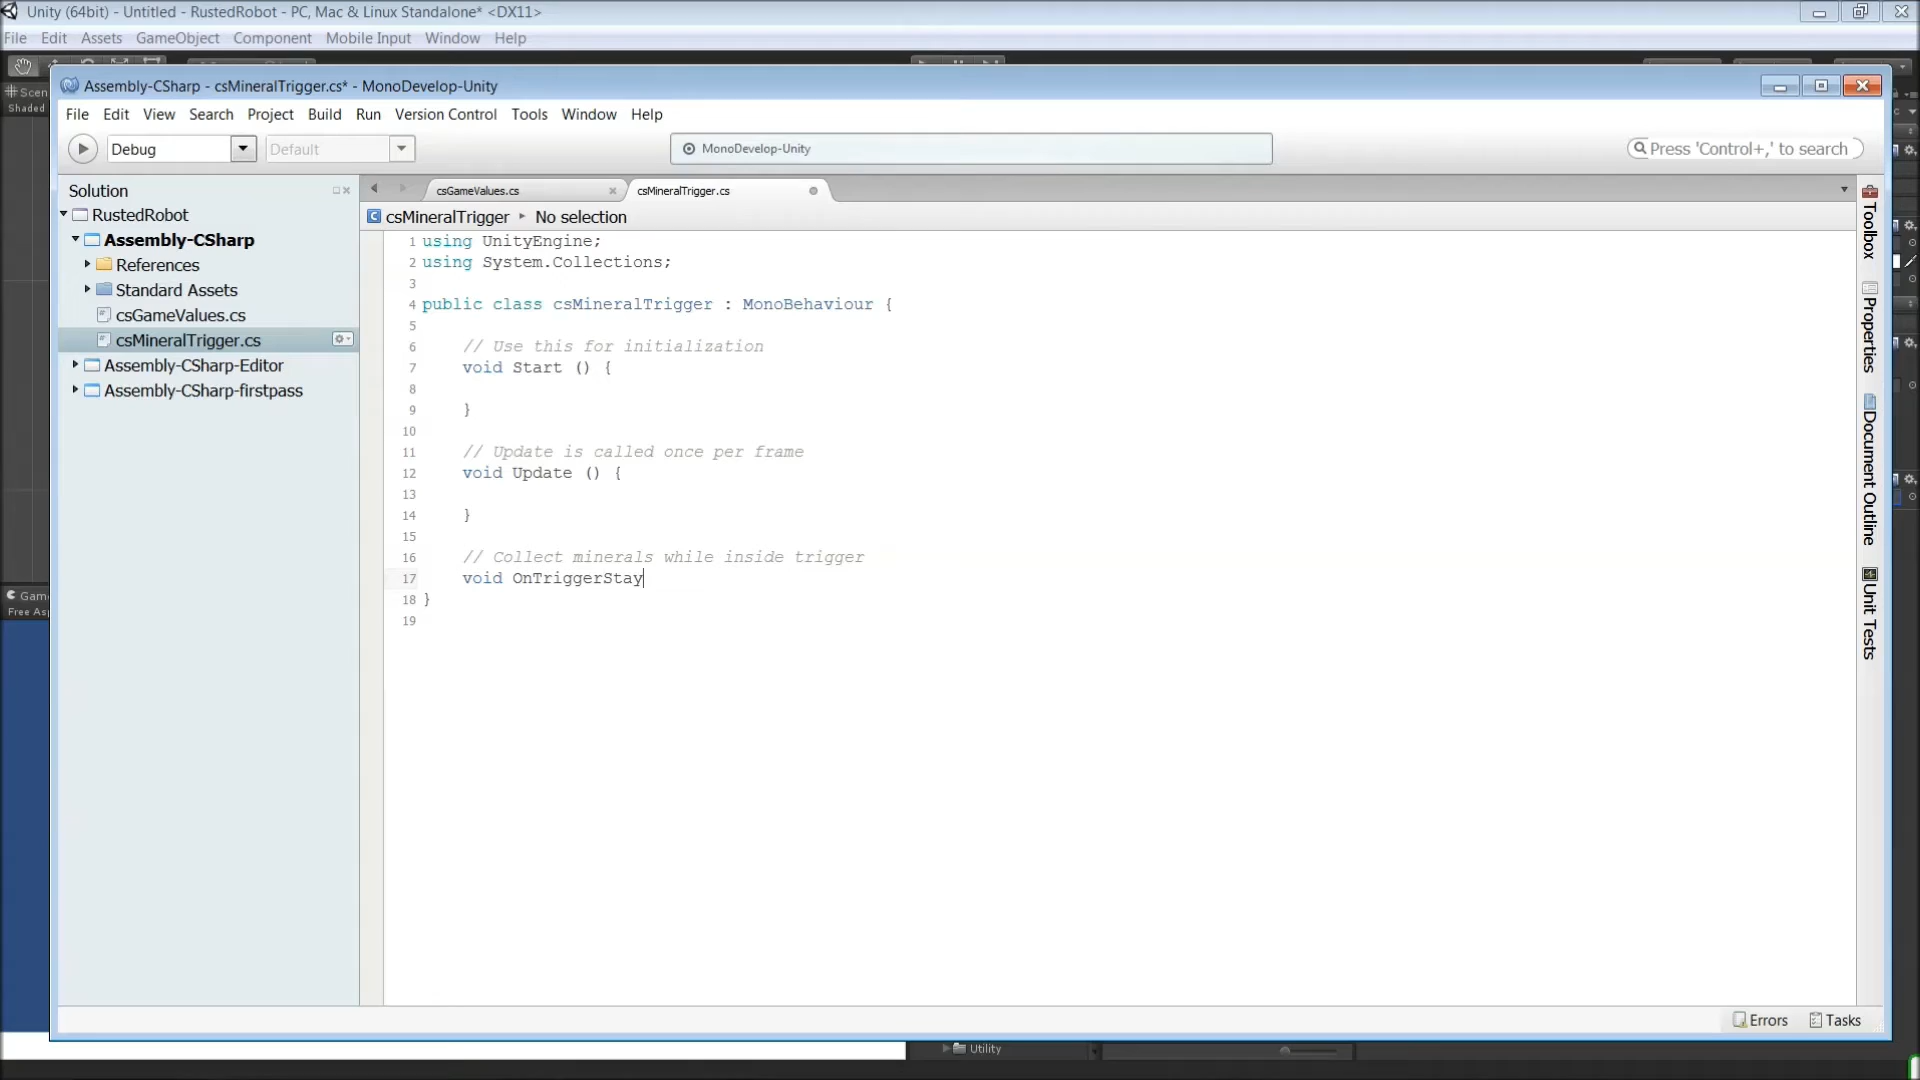 Unity (64bit) - Untitled - RustedRobot - PC, Mac & Linux Standalone* <DX11>
File Edit Assets GameObject Component Mobile Input Window Help
Scen
Shaded
Assembly-CSharp - csMineralTrigger.cs* - MonoDevelop-Unity
File Edit View Search Project Build Run Version Control Tools Window Help
Debug Default MonoDevelop-Unity Press 'Control+,' to search
Solution
RustedRobot
Assembly-CSharp
References
Standard Assets
csGameValues.cs
csMineralTrigger.cs
Assembly-CSharp-Editor
Assembly-CSharp-firstpass
csGameValues.cs csMineralTrigger.cs
csMineralTrigger No selection
1 using UnityEngine;
2 using System.Collections;
3
4 public class csMineralTrigger : MonoBehaviour {
5
6 // Use this for initialization
7 void Start () {
8
9 }
10
11 // Update is called once per frame
12 void Update () {
13
14 }
15
16 // Collect minerals while inside trigger
17 void OnTriggerStay
18 }
19
Toolbox
Properties
Document Outline
Unit Tests
Gam
Free Asp
Errors Tasks
Utility